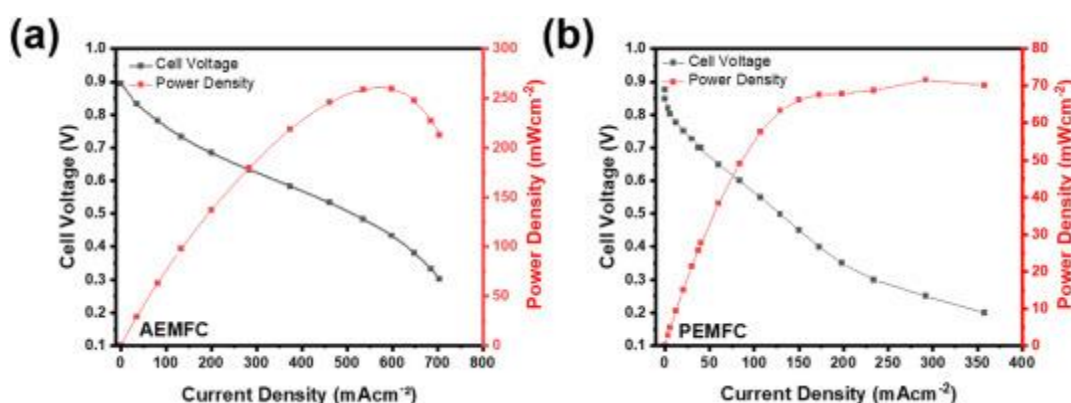 (a)
1.0
0.9
0.8
0.7
0.6
0.5
0.4
0.3
0.2
0.1
Cell Voltage (V)
Cell Voltage
Power Density
AEMFC
300
250
200
150
100
50
0
Power Density (mWcm⁻²)
0 100 200 300 400 500 600 700 800
Current Density (mAcm⁻²)
(b)
1.0
0.9
0.8
0.7
0.6
0.5
0.4
0.3
0.2
0.1
Cell Voltage (V)
Cell Voltage
Power Density
PEMFC
80
70
60
50
40
30
20
10
0
Power Density (mWcm⁻²)
0 50 100 150 200 250 300 350 400
Current Density (mAcm⁻²)